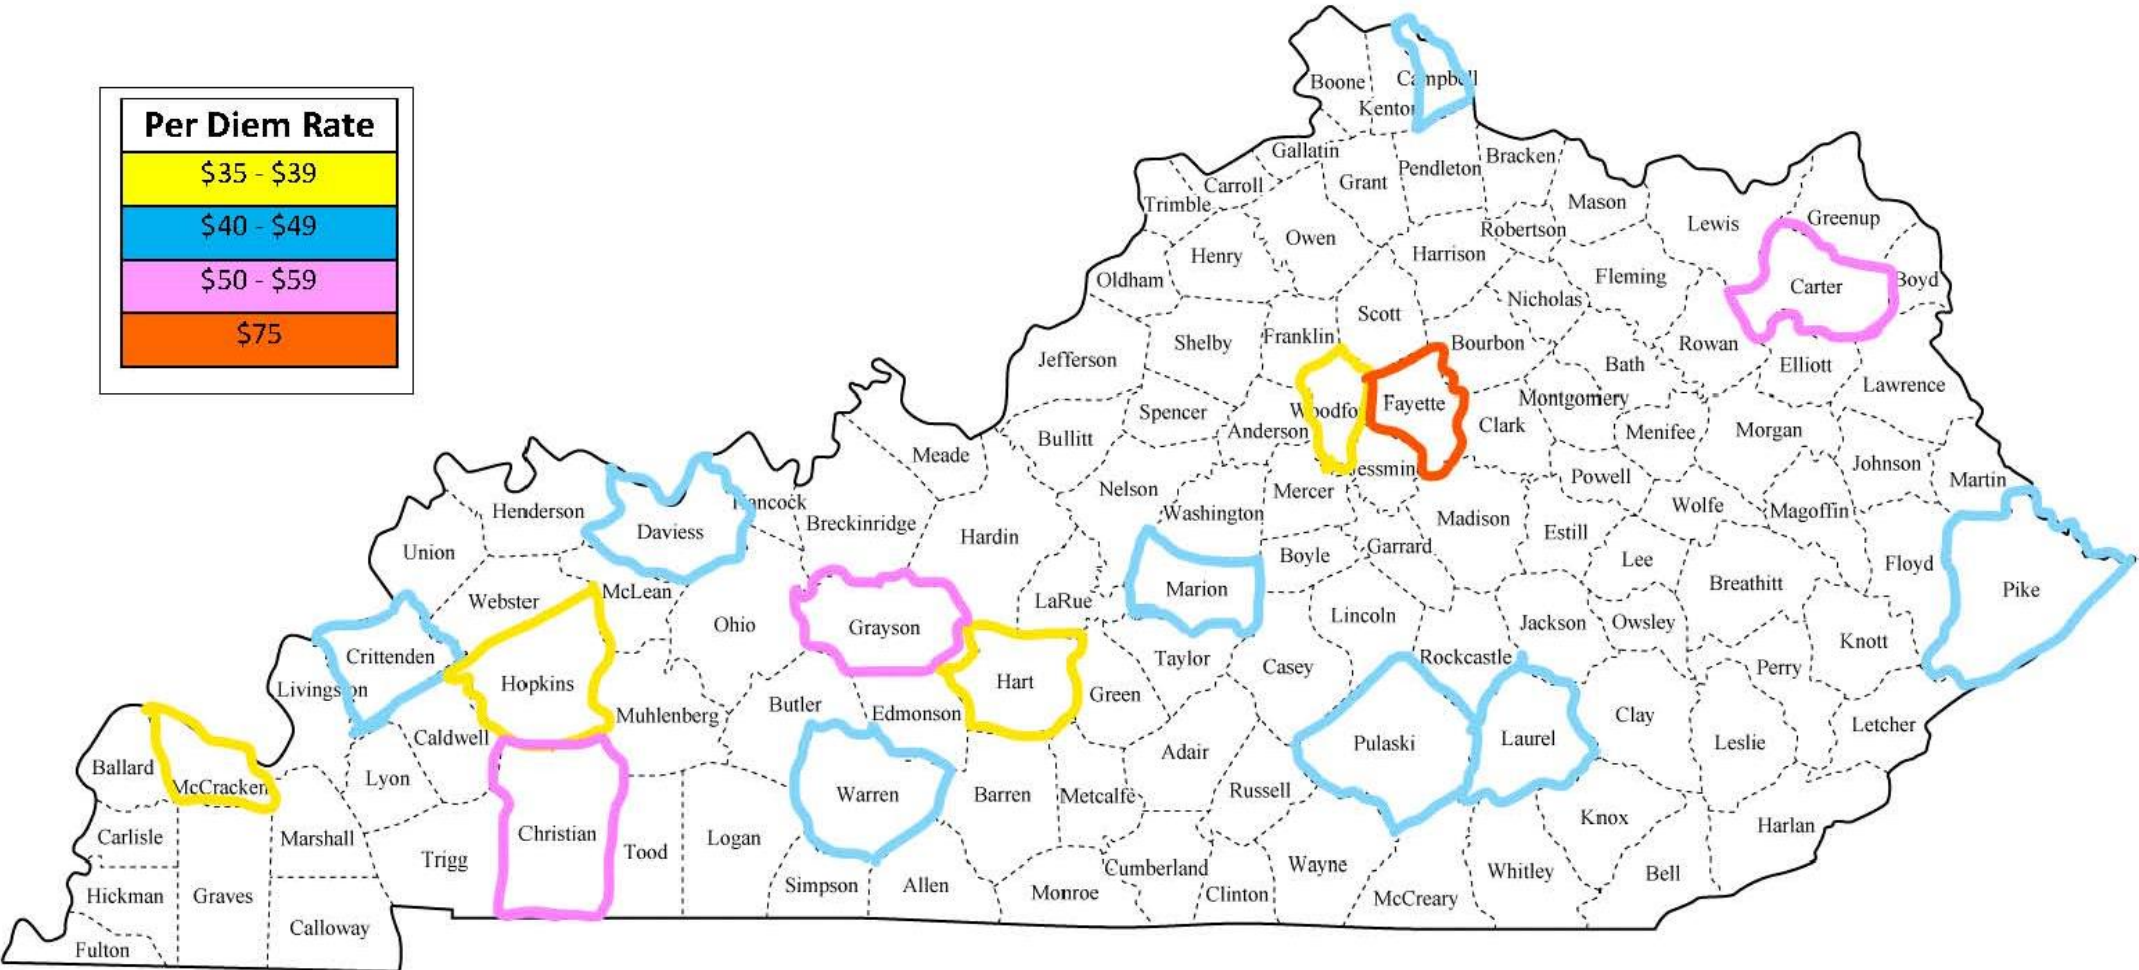 Per Diem Rate
$35 - $39
$40 - $49
$50 - $59
$75
Boone
Campbell
Kenton
Gallatin
Bracken
Pendleton
Grant
Carroll
Trimble
Mason
Lewis
Greenup
Robertson
Owen
Harrison
Henry
Oldham
Fleming
Carter
Boyd
Nicholas
Scott
Franklin
Shelby
Bourbon
Rowan
Jefferson
Bath
Elliott
Lawrence
Montgomery
Fayette
Woodfo
Spencer
Anderson
Clark
Menifee
Morgan
Bullitt
Meade
Johnson
Jessmin
Powell
Martin
Nelson
Mercer
Hancock
Henderson
Wolfe
Magoffin
Washington
Madison
Breckinridge
Daviess
Hardin
Estill
Union
Garrard
Boyle
Lee
Floyd
Breathitt
Marion
Pike
McLean
Webster
LaRue
Lincoln
Jackson
Owsley
Ohio
Grayson
Knott
Crittenden
Rockcastle
Taylor
Casey
Perry
Hopkins
Hart
Livingston
Green
Butler
Edmonson
Muhlenberg
Clay
Letcher
Caldwell
Pulaski
Laurel
Leslie
Adair
Ballard
Lyon
McCracken
Warren
Barren
Metcalfe
Russell
Knox
Harlan
Carlisle
Marshall
Christian
Logan
Tood
Trigg
Wayne
Cumberland
Whitley
Bell
Simpson
Allen
Monroe
Clinton
McCreary
Hickman
Graves
Calloway
Fulton